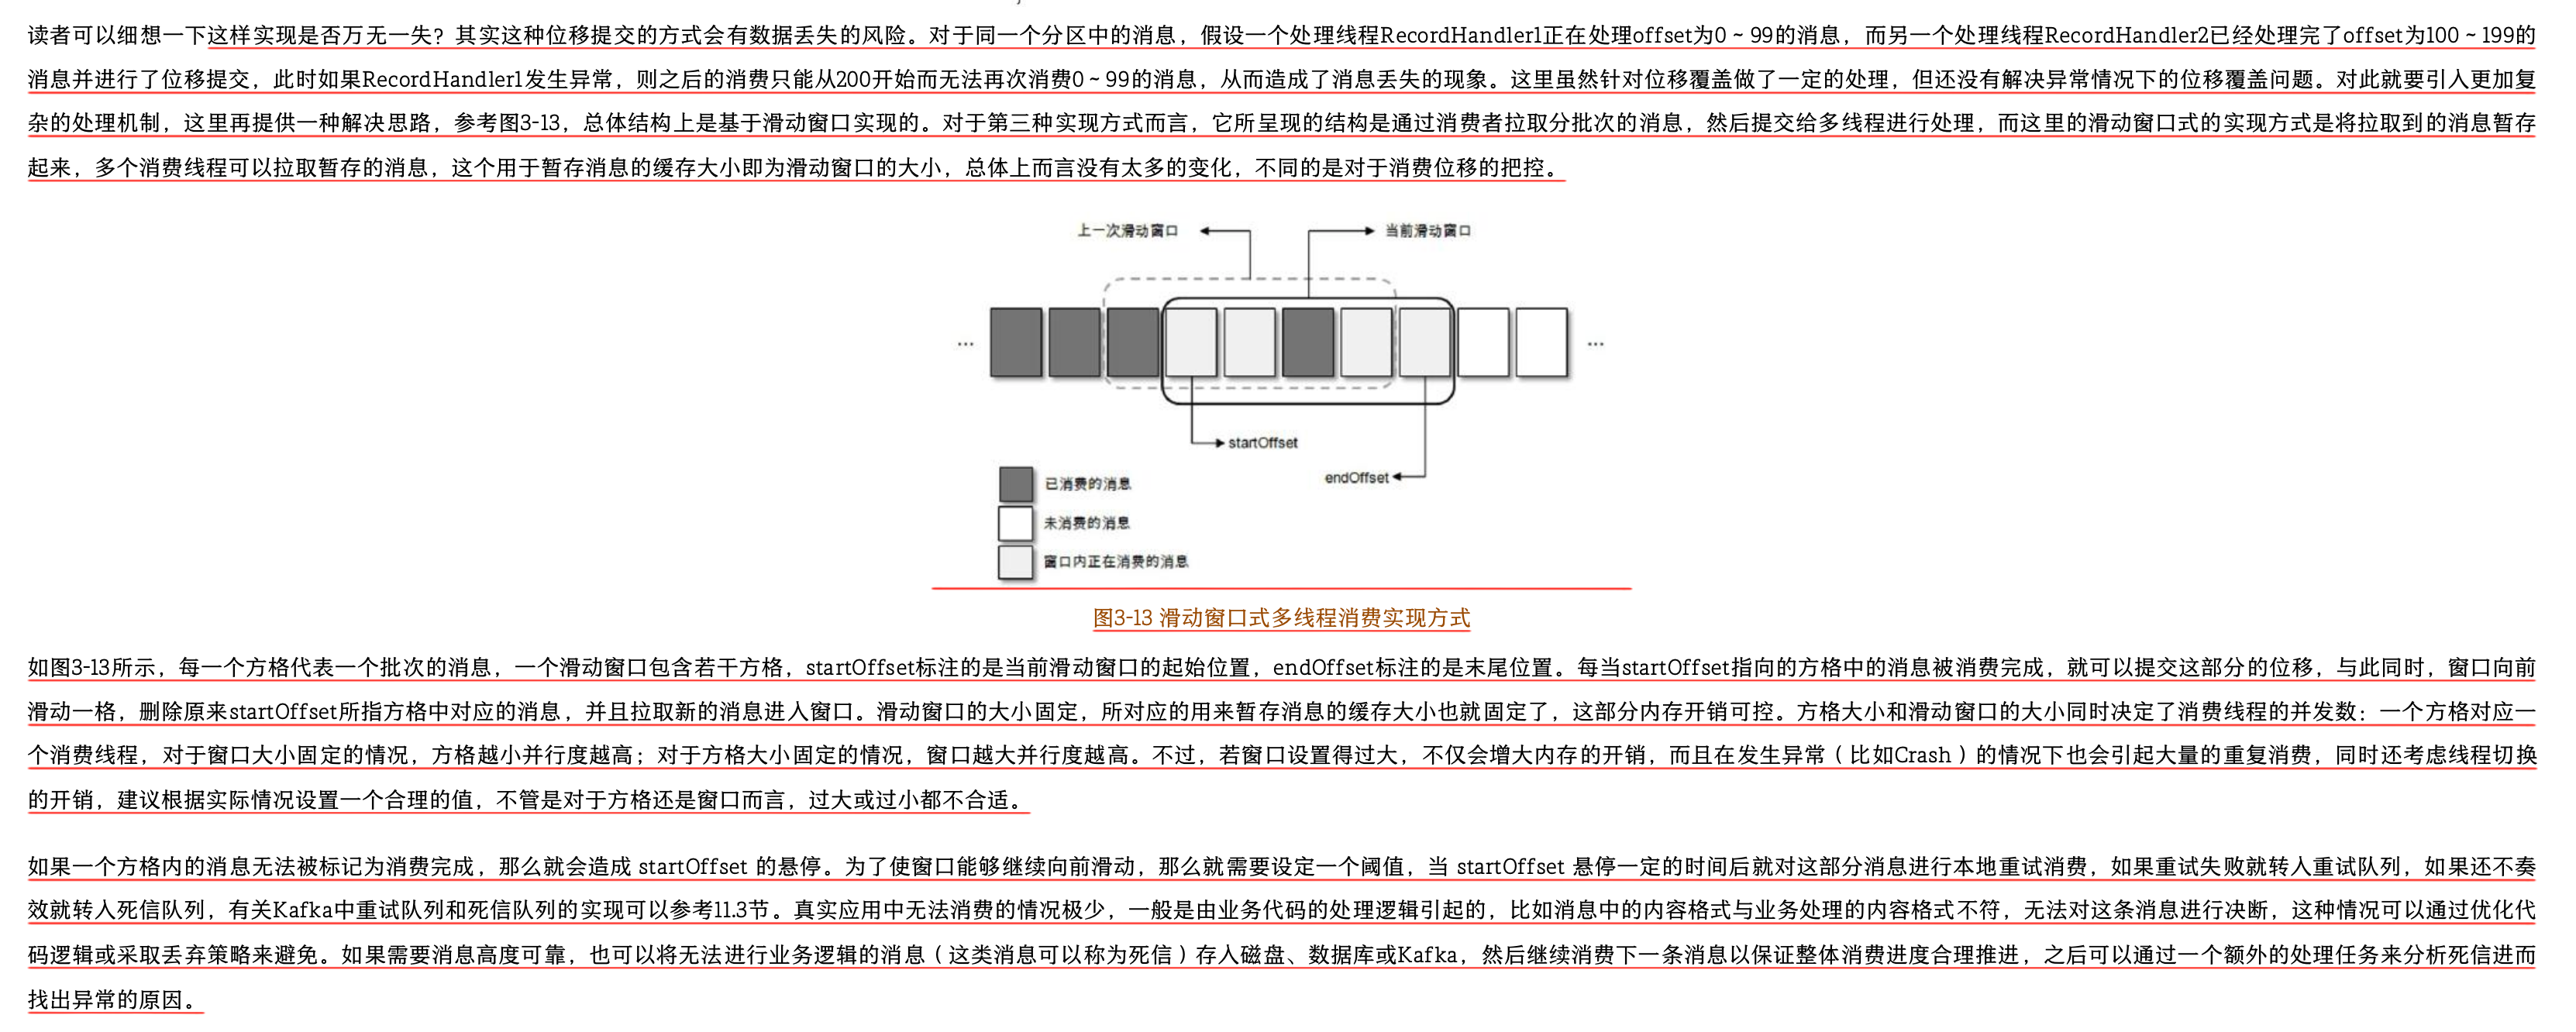 读者可以细想一下这样实现是否万无一失？其实这种位移提交的方式会有数据丢失的风险。对于同一个分区中的消息，假设一个处理线程RecordHandler1正在处理offset为0～99的消息，而另一个处理线程RecordHandler2已经处理完了offset为100～199的
消息并进行了位移提交，此时如果RecordHandler1发生异常，则之后的消费只能从200开始而无法再次消费0～99的消息，从而造成了消息丢失的现象。这里虽然针对位移覆盖做了一定的处理，但还没有解决异常情况下的位移覆盖问题。对此就要引入更加复
杂的处理机制，这里再提供一种解决思路，参考图3-13，总体结构上是基于滑动窗口实现的。对于第三种实现方式而言，它所呈现的结构是通过消费者拉取分批次的消息，然后提交给多线程进行处理，而这里的滑动窗口式的实现方式是将拉取到的消息暂存
起来，多个消费线程可以拉取暂存的消息，这个用于暂存消息的缓存大小即为滑动窗口的大小，总体上而言没有太多的变化，不同的是对于消费位移的把控。
上一次滑动窗口
当前滑动窗口
...
...
startOffset
endOffset
已消费的消息
未消费的消息
窗口内正在消费的消息
图3-13 滑动窗口式多线程消费实现方式
如图3-13所示，每一个方格代表一个批次的消息，一个滑动窗口包含若干方格，startOffset标注的是当前滑动窗口的起始位置，endOffset标注的是末尾位置。每当startOffset指向的方格中的消息被消费完成，就可以提交这部分的位移，与此同时，窗口向前
滑动一格，删除原来startOffset所指方格中对应的消息，并且拉取新的消息进入窗口。滑动窗口的大小固定，所对应的用来暂存消息的缓存大小也就固定了，这部分内存开销可控。方格大小和滑动窗口的大小同时决定了消费线程的并发数：一个方格对应一
个消费线程，对于窗口大小固定的情况，方格越小并行度越高；对于方格大小固定的情况，窗口越大并行度越高。不过，若窗口设置得过大，不仅会增大内存的开销，而且在发生异常（比如Crash）的情况下也会引起大量的重复消费，同时还考虑线程切换
的开销，建议根据实际情况设置一个合理的值，不管是对于方格还是窗口而言，过大或过小都不合适。
如果一个方格内的消息无法被标记为消费完成，那么就会造成 startOffset 的悬停。为了使窗口能够继续向前滑动，那么就需要设定一个阈值，当 startOffset 悬停一定的时间后就对这部分消息进行本地重试消费，如果重试失败就转入重试队列，如果还不奏
效就转入死信队列，有关Kafka中重试队列和死信队列的实现可以参考11.3节。真实应用中无法消费的情况极少，一般是由业务代码的处理逻辑引起的，比如消息中的内容格式与业务处理的内容格式不符，无法对这条消息进行决断，这种情况可以通过优化代
码逻辑或采取丢弃策略来避免。如果需要消息高度可靠，也可以将无法进行业务逻辑的消息（这类消息可以称为死信）存入磁盘、数据库或Kafka，然后继续消费下一条消息以保证整体消费进度合理推进，之后可以通过一个额外的处理任务来分析死信进而
找出异常的原因。